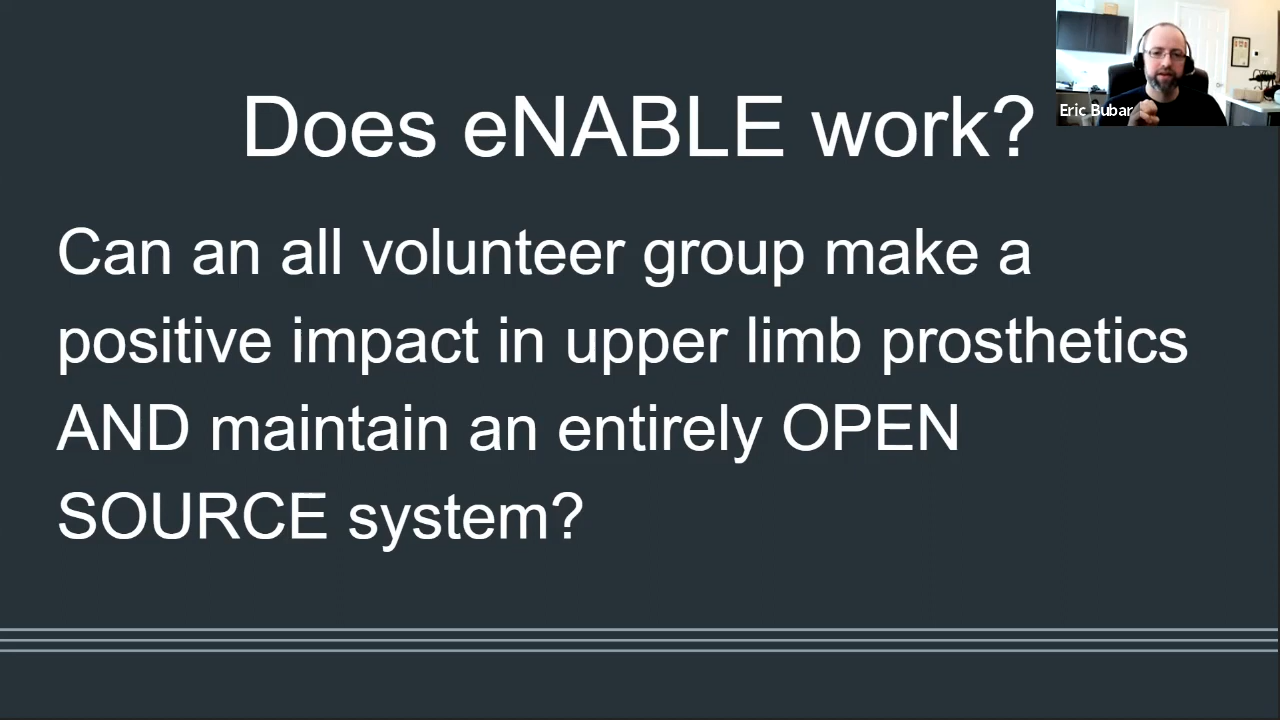 Does eNABLE work?
Eric Bubar
Can an all volunteer group make a
positive impact in upper limb prosthetics
AND maintain an entirely OPEN
SOURCE system?